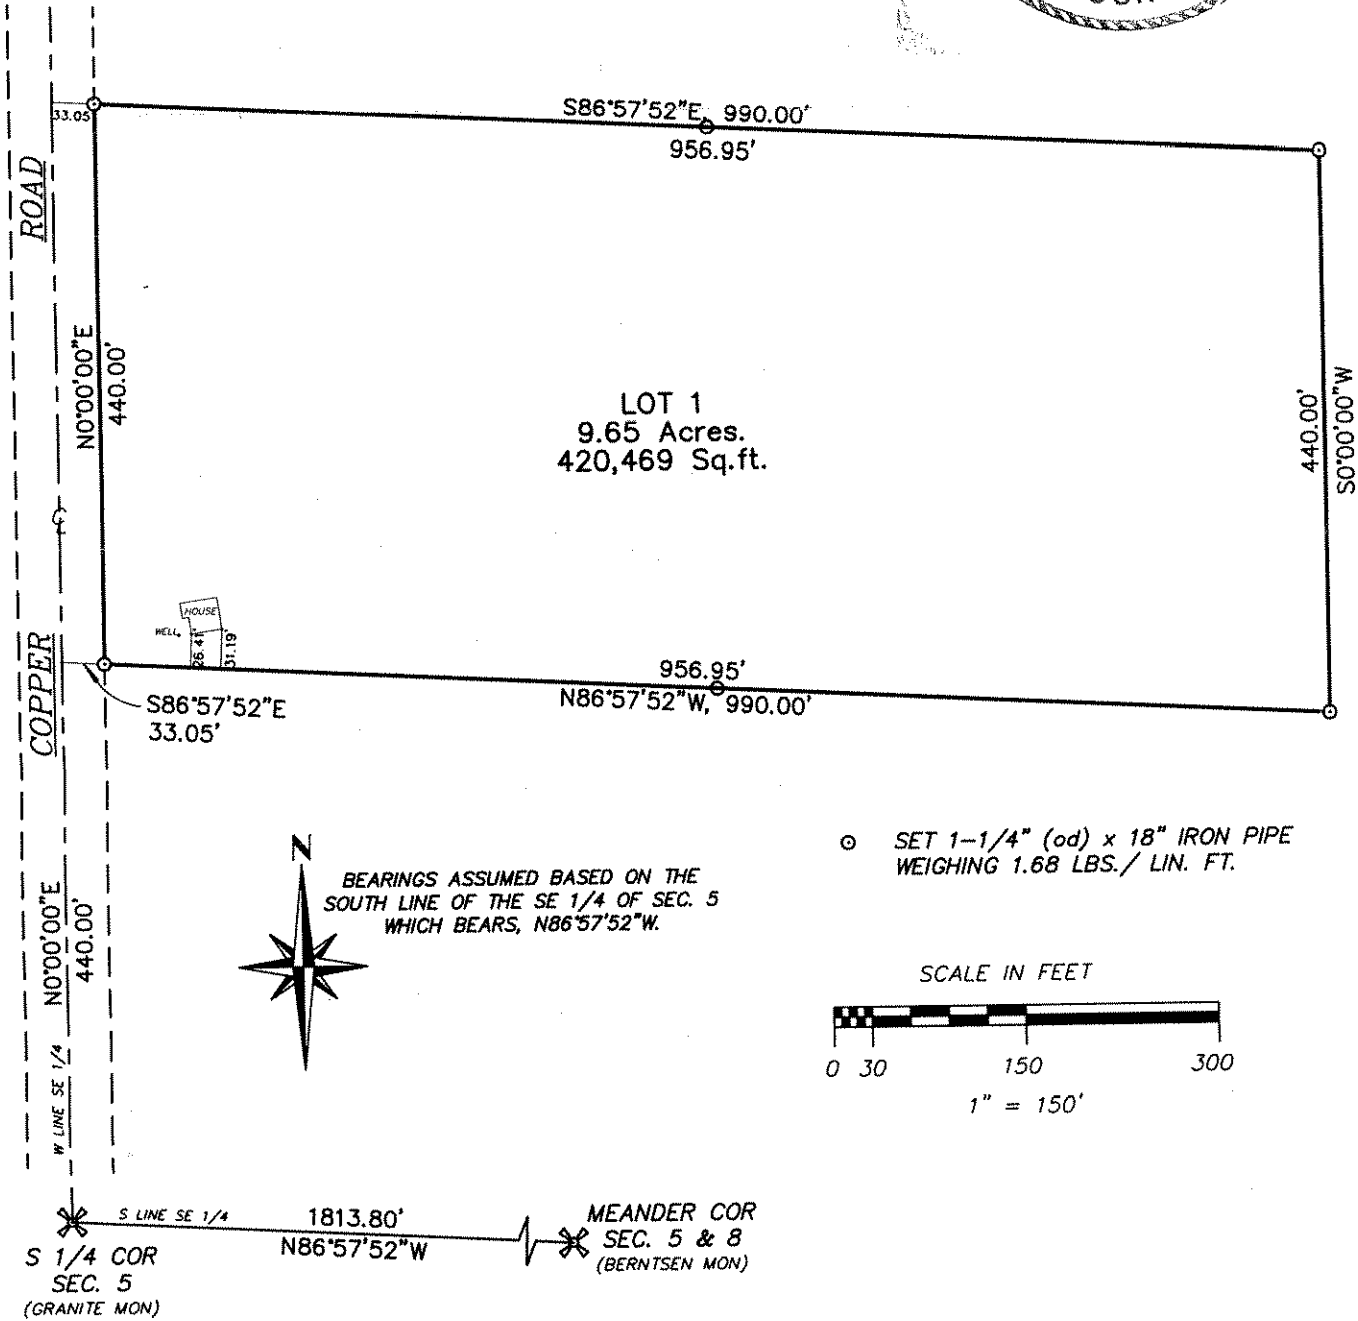 S86°57'52"E, 990.00'
33.05'
956.95'
ROAD
N0°00'00"E
440.00'
LOT 1
9.65 Acres.
420,469 Sq.ft.
440.00'
S0°00'00"W
HOUSE
WELL
26.41'
31.19'
COPPER
956.95'
N86°57'52"W, 990.00'
S86°57'52"E
33.05'
SET 1-1/4" (od) x 18" IRON PIPE
WEIGHING 1.68 LBS./ LIN. FT.
N
BEARINGS ASSUMED BASED ON THE
SOUTH LINE OF THE SE 1/4 OF SEC. 5
WHICH BEARS, N86°57'52"W.
N0°00'00"E
440.00'
SCALE IN FEET
0 30 150 300
1" = 150'
W LINE SE 1/4
S LINE SE 1/4
1813.80'
N86°57'52"W
MEANDER COR
SEC. 5 & 8
(BERNTSEN MON)
S 1/4 COR
SEC. 5
(GRANITE MON)